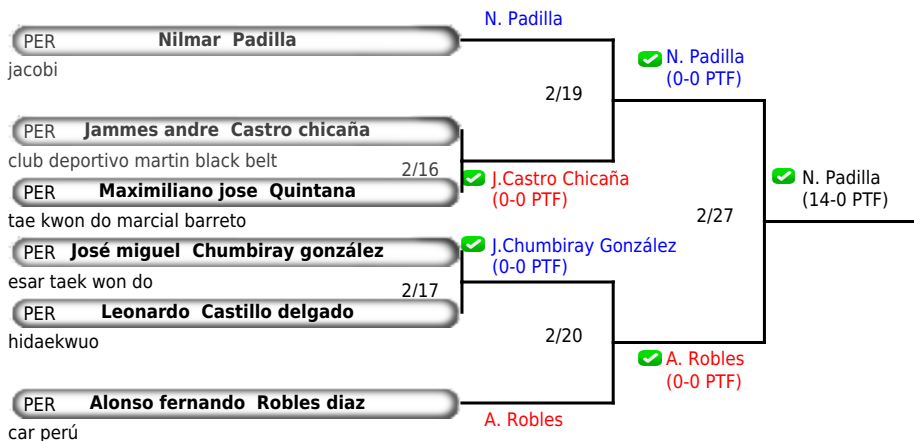 N. Padilla
PER Nilmar Padilla
jacobi
N. Padilla
(0-0 PTF)
2/19
PER Jammes andre Castro chicaña
club deportivo martin black belt
2/16
PER Maximiliano jose Quintana
J.Castro Chicaña
(0-0 PTF)
N. Padilla
(14-0 PTF)
tae kwon do marcial barreto
2/27
PER José miguel Chumbiray gonzález
J.Chumbiray González
(0-0 PTF)
esar taek won do
2/17
PER Leonardo Castillo delgado
hidaekwuo
2/20
A. Robles
(0-0 PTF)
PER Alonso fernando Robles diaz
A. Robles
car perú